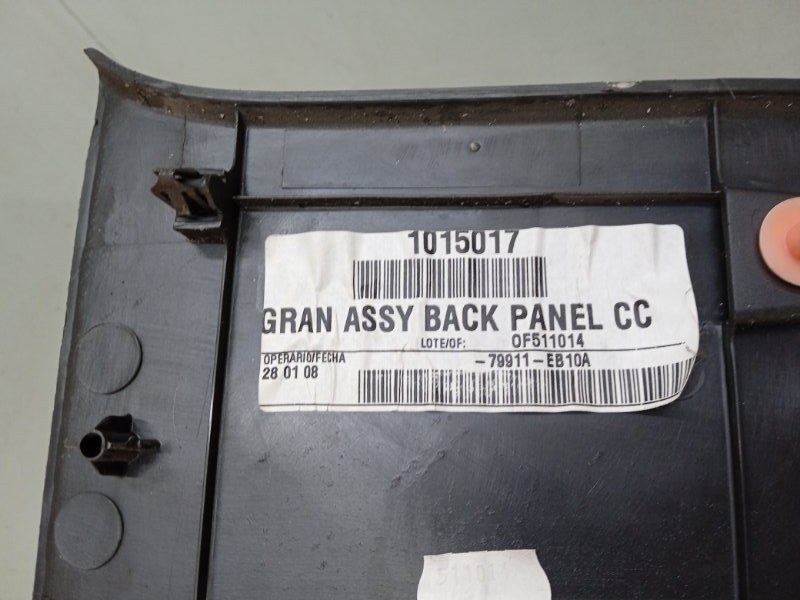 1015017
GRAN ASSY BACK PANEL CC
LOTE/OF: OF511014
OPERARIO/FECHA -79911-EB10A
28 01 08